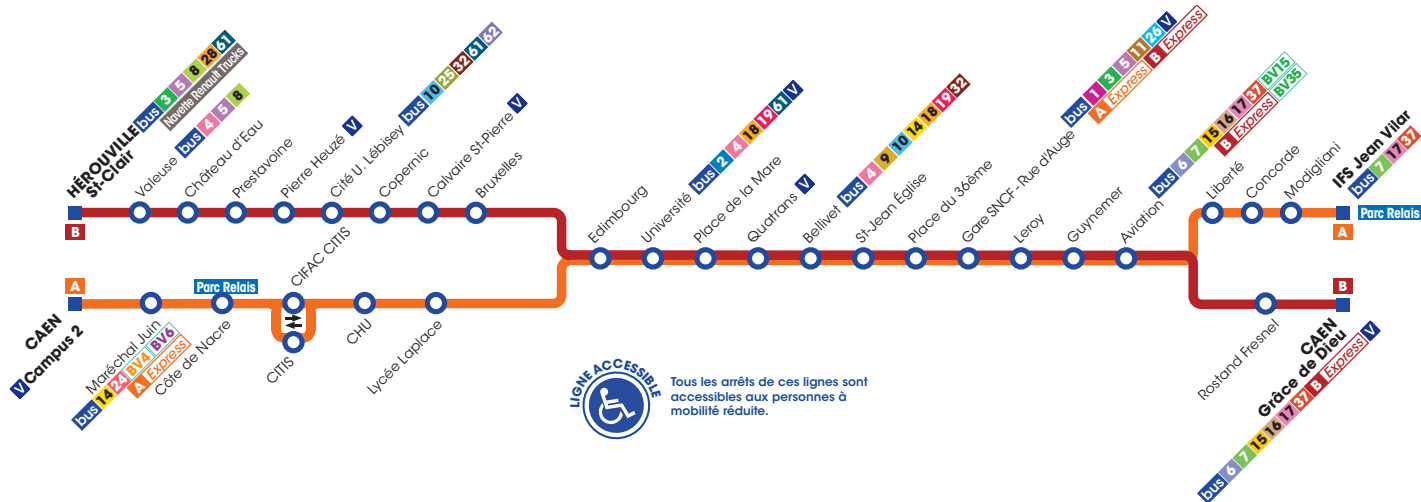 HÉROUVILLE
St-Clair
bus 3 5 8 28 61
Navette Renault Trucks
B
Valeuse
bus 4 5 8
Château d'Eau
Prestavoine
Pierre Heuzé V
Cité U. Lébisey
bus 10 25 32 61 62
Copernic
Calvaire St-Pierre V
Bruxelles
A
CAEN
V Campus 2
Maréchal Juin
bus 14 24 BV4 BV6
A Express
Parc Relais
Côte de Nacre
CIFAC CITIS
CITIS
CHU
Lycée Laplace
Edimbourg
Université
bus 2 4 18 19 61 V
Place de la Mare
Quatrans V
Bellivet
bus 4 9 10 14 18 19 32
St-Jean Église
Place du 36ème
Gare SNCF - Rue d'Auge
bus 1 3 5 11 26 V
A Express B Express
Leroy
Guynemer
Aviation
bus 6 7 15 16 17 37 BV15
B Express BV35
Liberté
Concorde
Modigliani
IFS Jean Vilar
bus 7 17 37
Parc Relais
A
B
Rostand Fresnel
CAEN
Grâce de Dieu
bus 6 7 15 16 17 37 B Express V
LIGNE ACCESSIBLE
Tous les arrêts de ces lignes sont
accessibles aux personnes à
mobilité réduite.